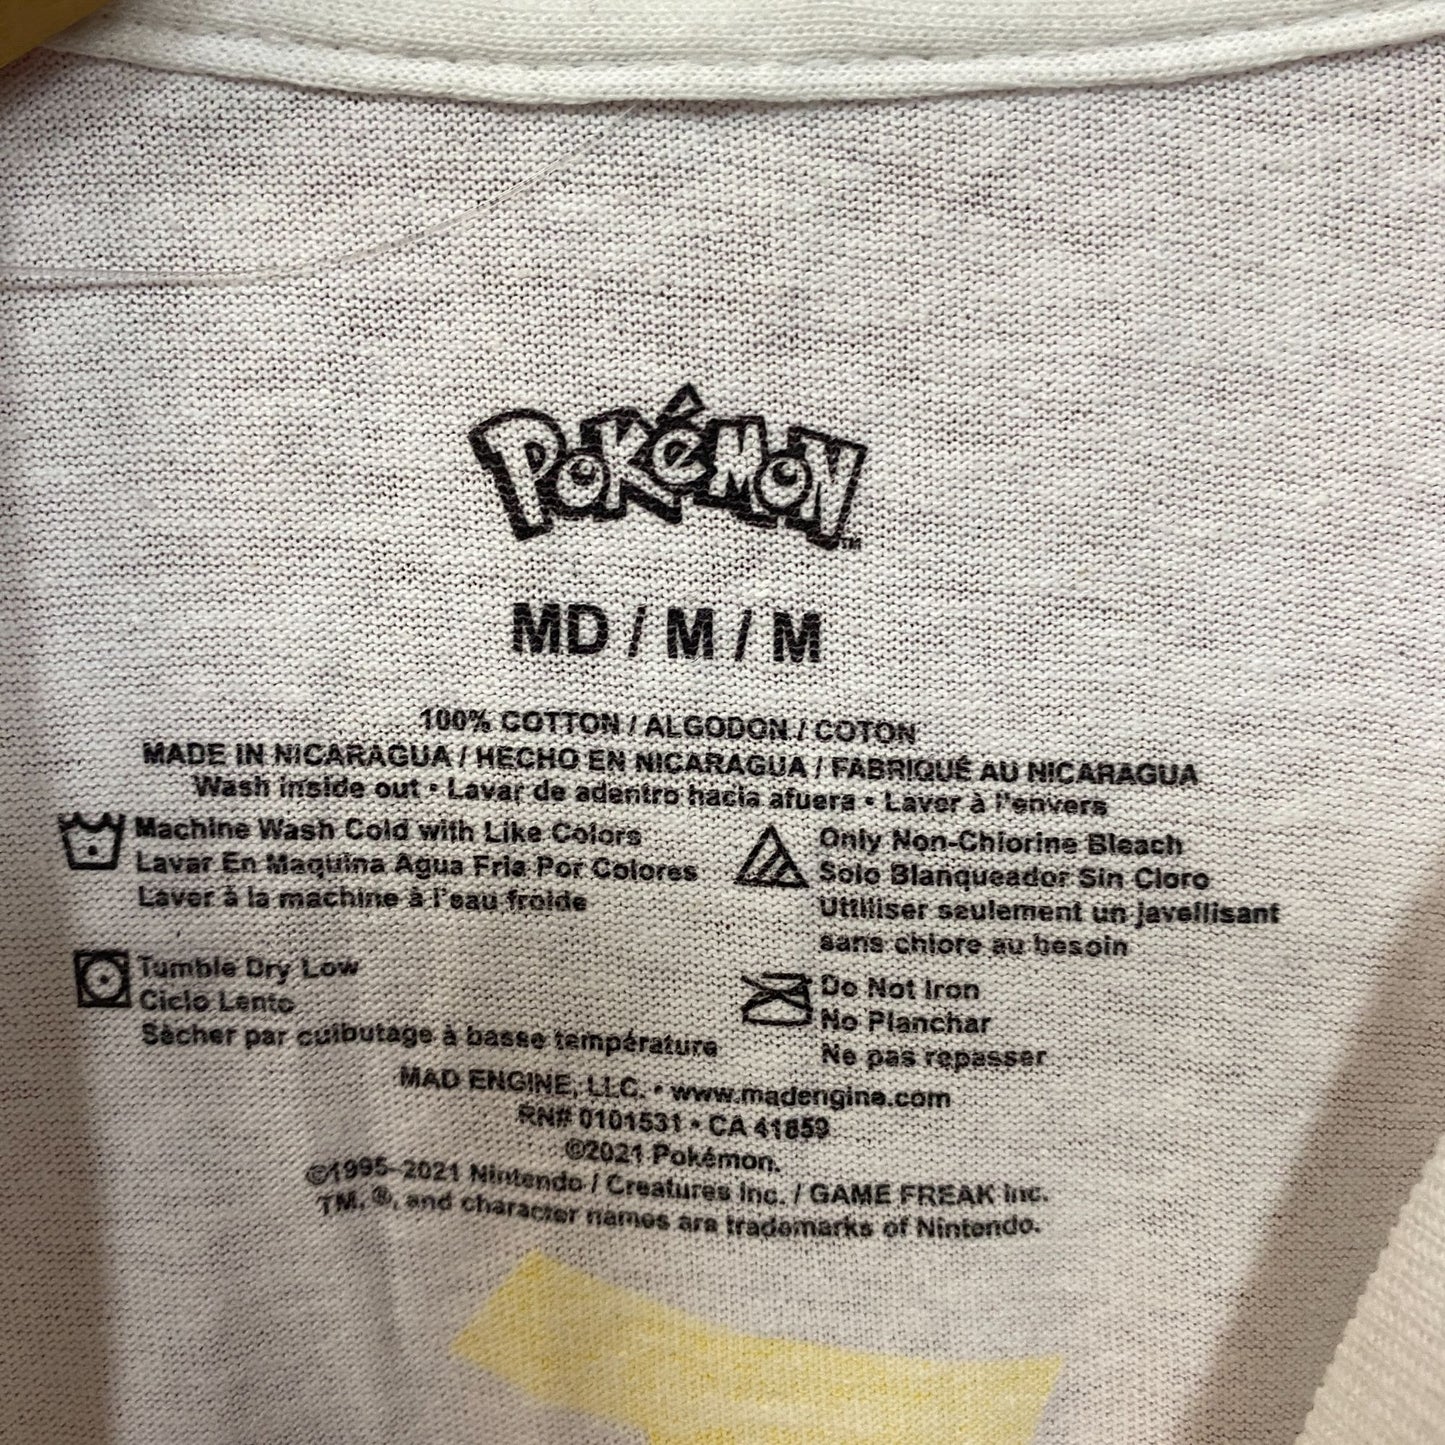 POKéMON
TM
MD / M / M
100% COTTON / ALGODON / COTON
MADE IN NICARAGUA / HECHO EN NICARAGUA / FABRIQUÉ AU NICARAGUA
Wash inside out • Lavar de adentro hacia afuera • Laver à l'envers
Machine Wash Cold with Like Colors
Lavar En Maquina Agua Fria Por Colores
Laver à la machine à l'eau froide
Only Non-Chlorine Bleach
Solo Blanqueador Sin Cloro
Uttiliser seulement un javellisant
sans chlore au besoin
Tumble Dry Low
Ciclo Lento
Sècher par culbutage à basse température
Do Not Iron
No Planchar
Ne pas repasser
MAD ENGINE, LLC. • www.madengine.com
RN# 0101531 • CA 41859
©2021 Pokémon.
©1995-2021 Nintendo / Creatures Inc. / GAME FREAK Inc.
TM, ®, and character names are trademarks of Nintendo.